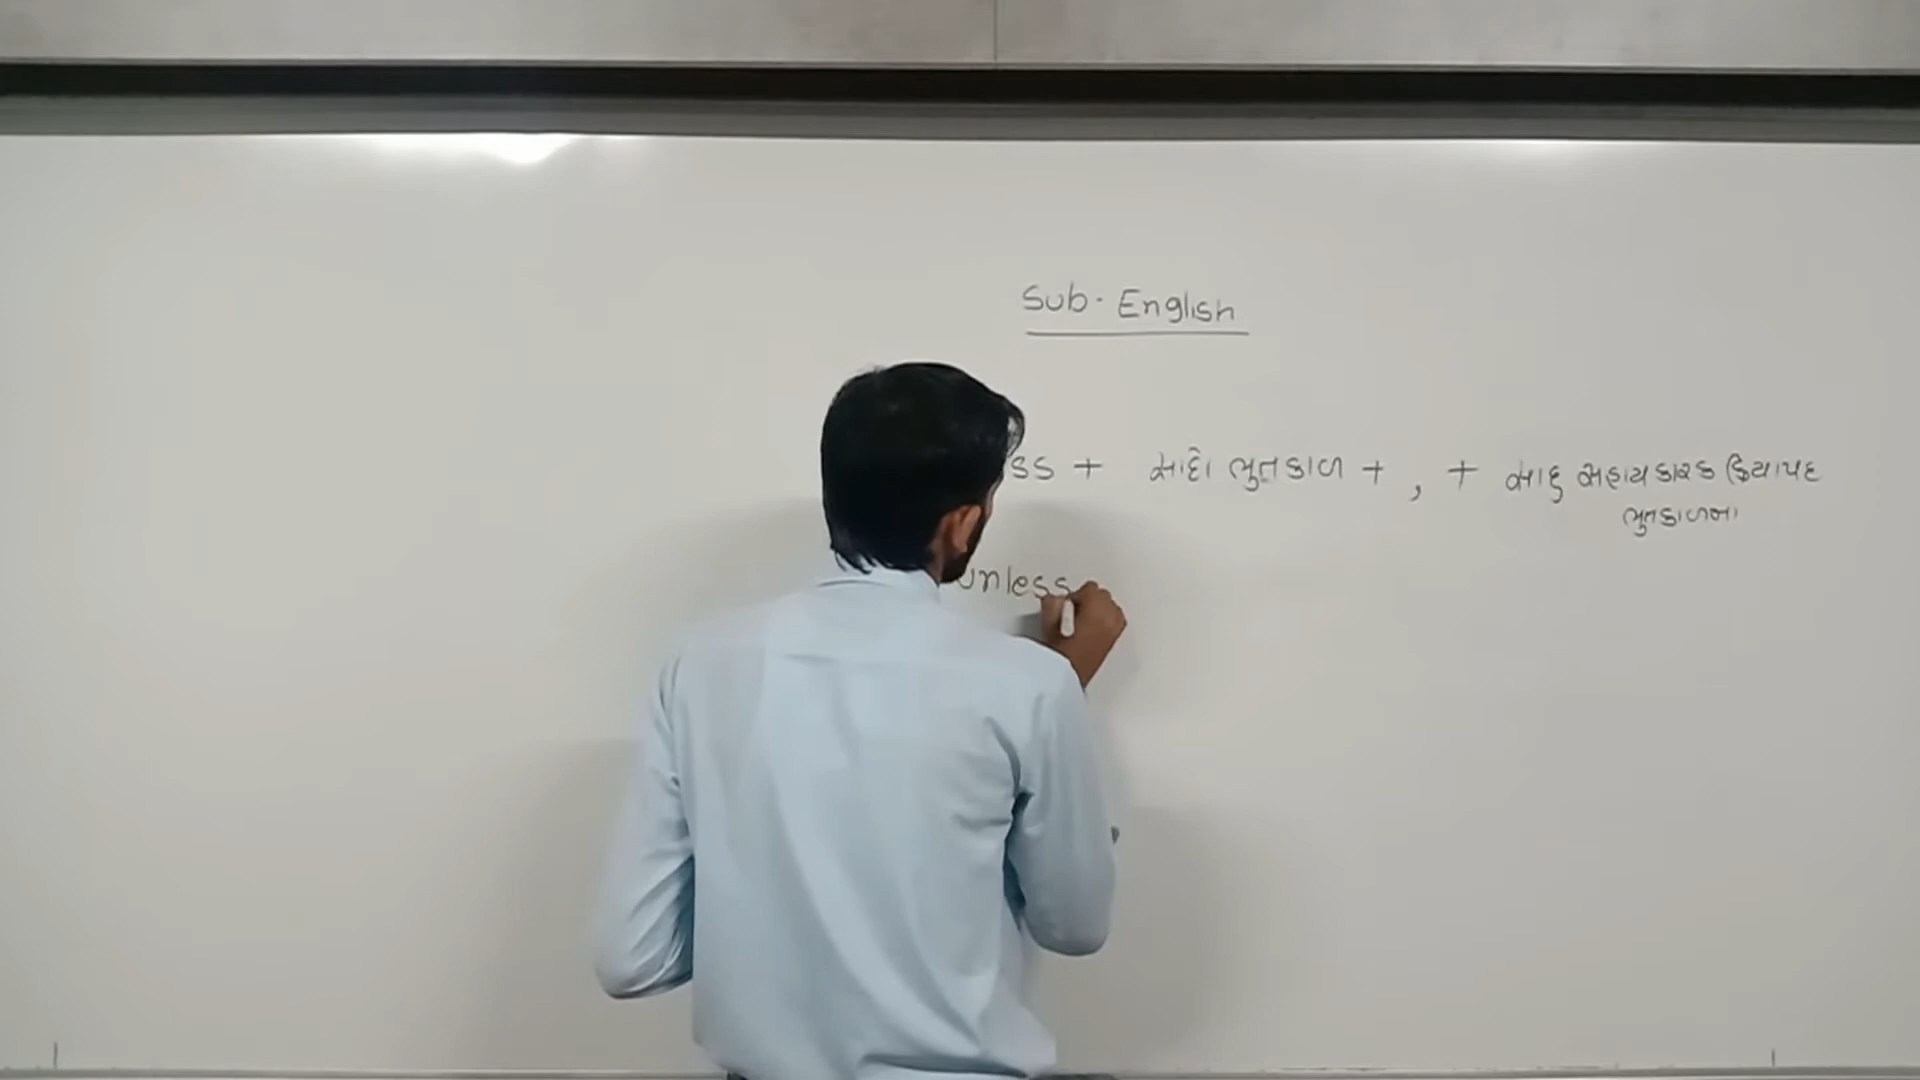 Sub. English
ss + સાદો ભુતકાળ + , + સાદુ સહાયકારક ક્રિયાપદ
ભુતકાળના
unless